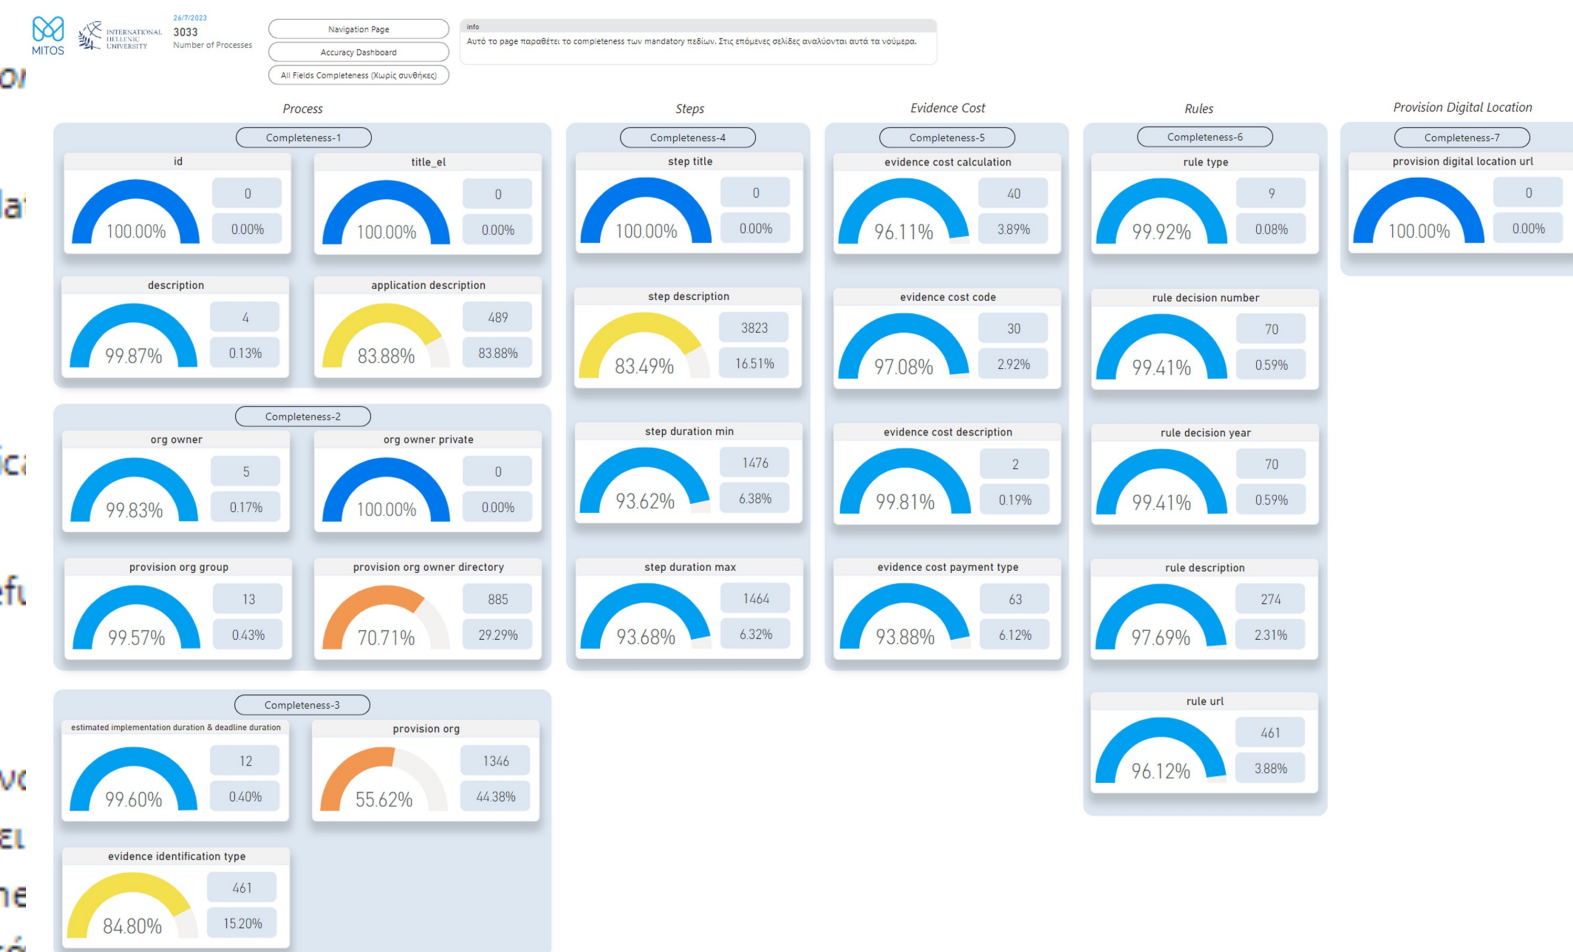 MITOS
INTERNATIONAL
HELLENIC
UNIVERSITY
26/7/2023
3033
Number of Processes
Navigation Page
Accuracy Dashboard
All Fields Completeness (Χωρίς συνθήκες)
info
Αυτό το page παραθέτει το completeness των mandatory πεδίων. Στις επόμενες σελίδες αναλύονται αυτά τα νούμερα.
Process
Completeness-1
id
100.00%
0
0.00%
title_el
100.00%
0
0.00%
description
99.87%
4
0.13%
application description
83.88%
489
83.88%
Completeness-2
org owner
99.83%
5
0.17%
org owner private
100.00%
0
0.00%
provision org group
99.57%
13
0.43%
provision org owner directory
70.71%
885
29.29%
Completeness-3
estimated implementation duration & deadline duration
99.60%
12
0.40%
provision org
55.62%
1346
44.38%
evidence identification type
84.80%
461
15.20%
Steps
Completeness-4
step title
100.00%
0
0.00%
step description
83.49%
3823
16.51%
step duration min
93.62%
1476
6.38%
step duration max
93.68%
1464
6.32%
Evidence Cost
Completeness-5
evidence cost calculation
96.11%
40
3.89%
evidence cost code
97.08%
30
2.92%
evidence cost description
99.81%
2
0.19%
evidence cost payment type
93.88%
63
6.12%
Rules
Completeness-6
rule type
99.92%
9
0.08%
rule decision number
99.41%
70
0.59%
rule decision year
99.41%
70
0.59%
rule description
97.69%
274
2.31%
rule url
96.12%
461
3.88%
Provision Digital Location
Completeness-7
provision digital location url
100.00%
0
0.00%